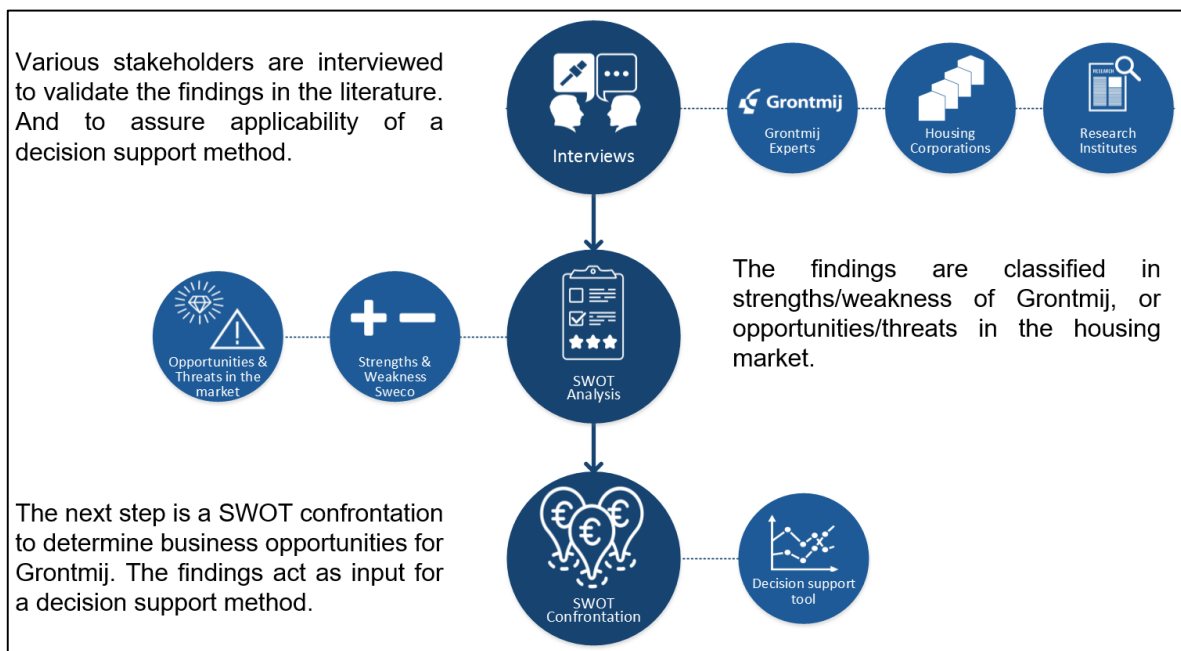 Various stakeholders are interviewed
to validate the findings in the literature.
And to assure applicability of a
decision support method.
Interviews
Grontmij
Grontmij
Experts
Housing
Corporations
RESEARCH
Research
Institutes
Opportunities &
Threats in the
market
Strengths &
Weakness
Sweco
SWOT
Analysis
The findings are classified in
strengths/weakness of Grontmij, or
opportunities/threats in the housing
market.
The next step is a SWOT confrontation
to determine business opportunities for
Grontmij. The findings act as input for
a decision support method.
€ € €
SWOT
Confrontation
Decision support
tool